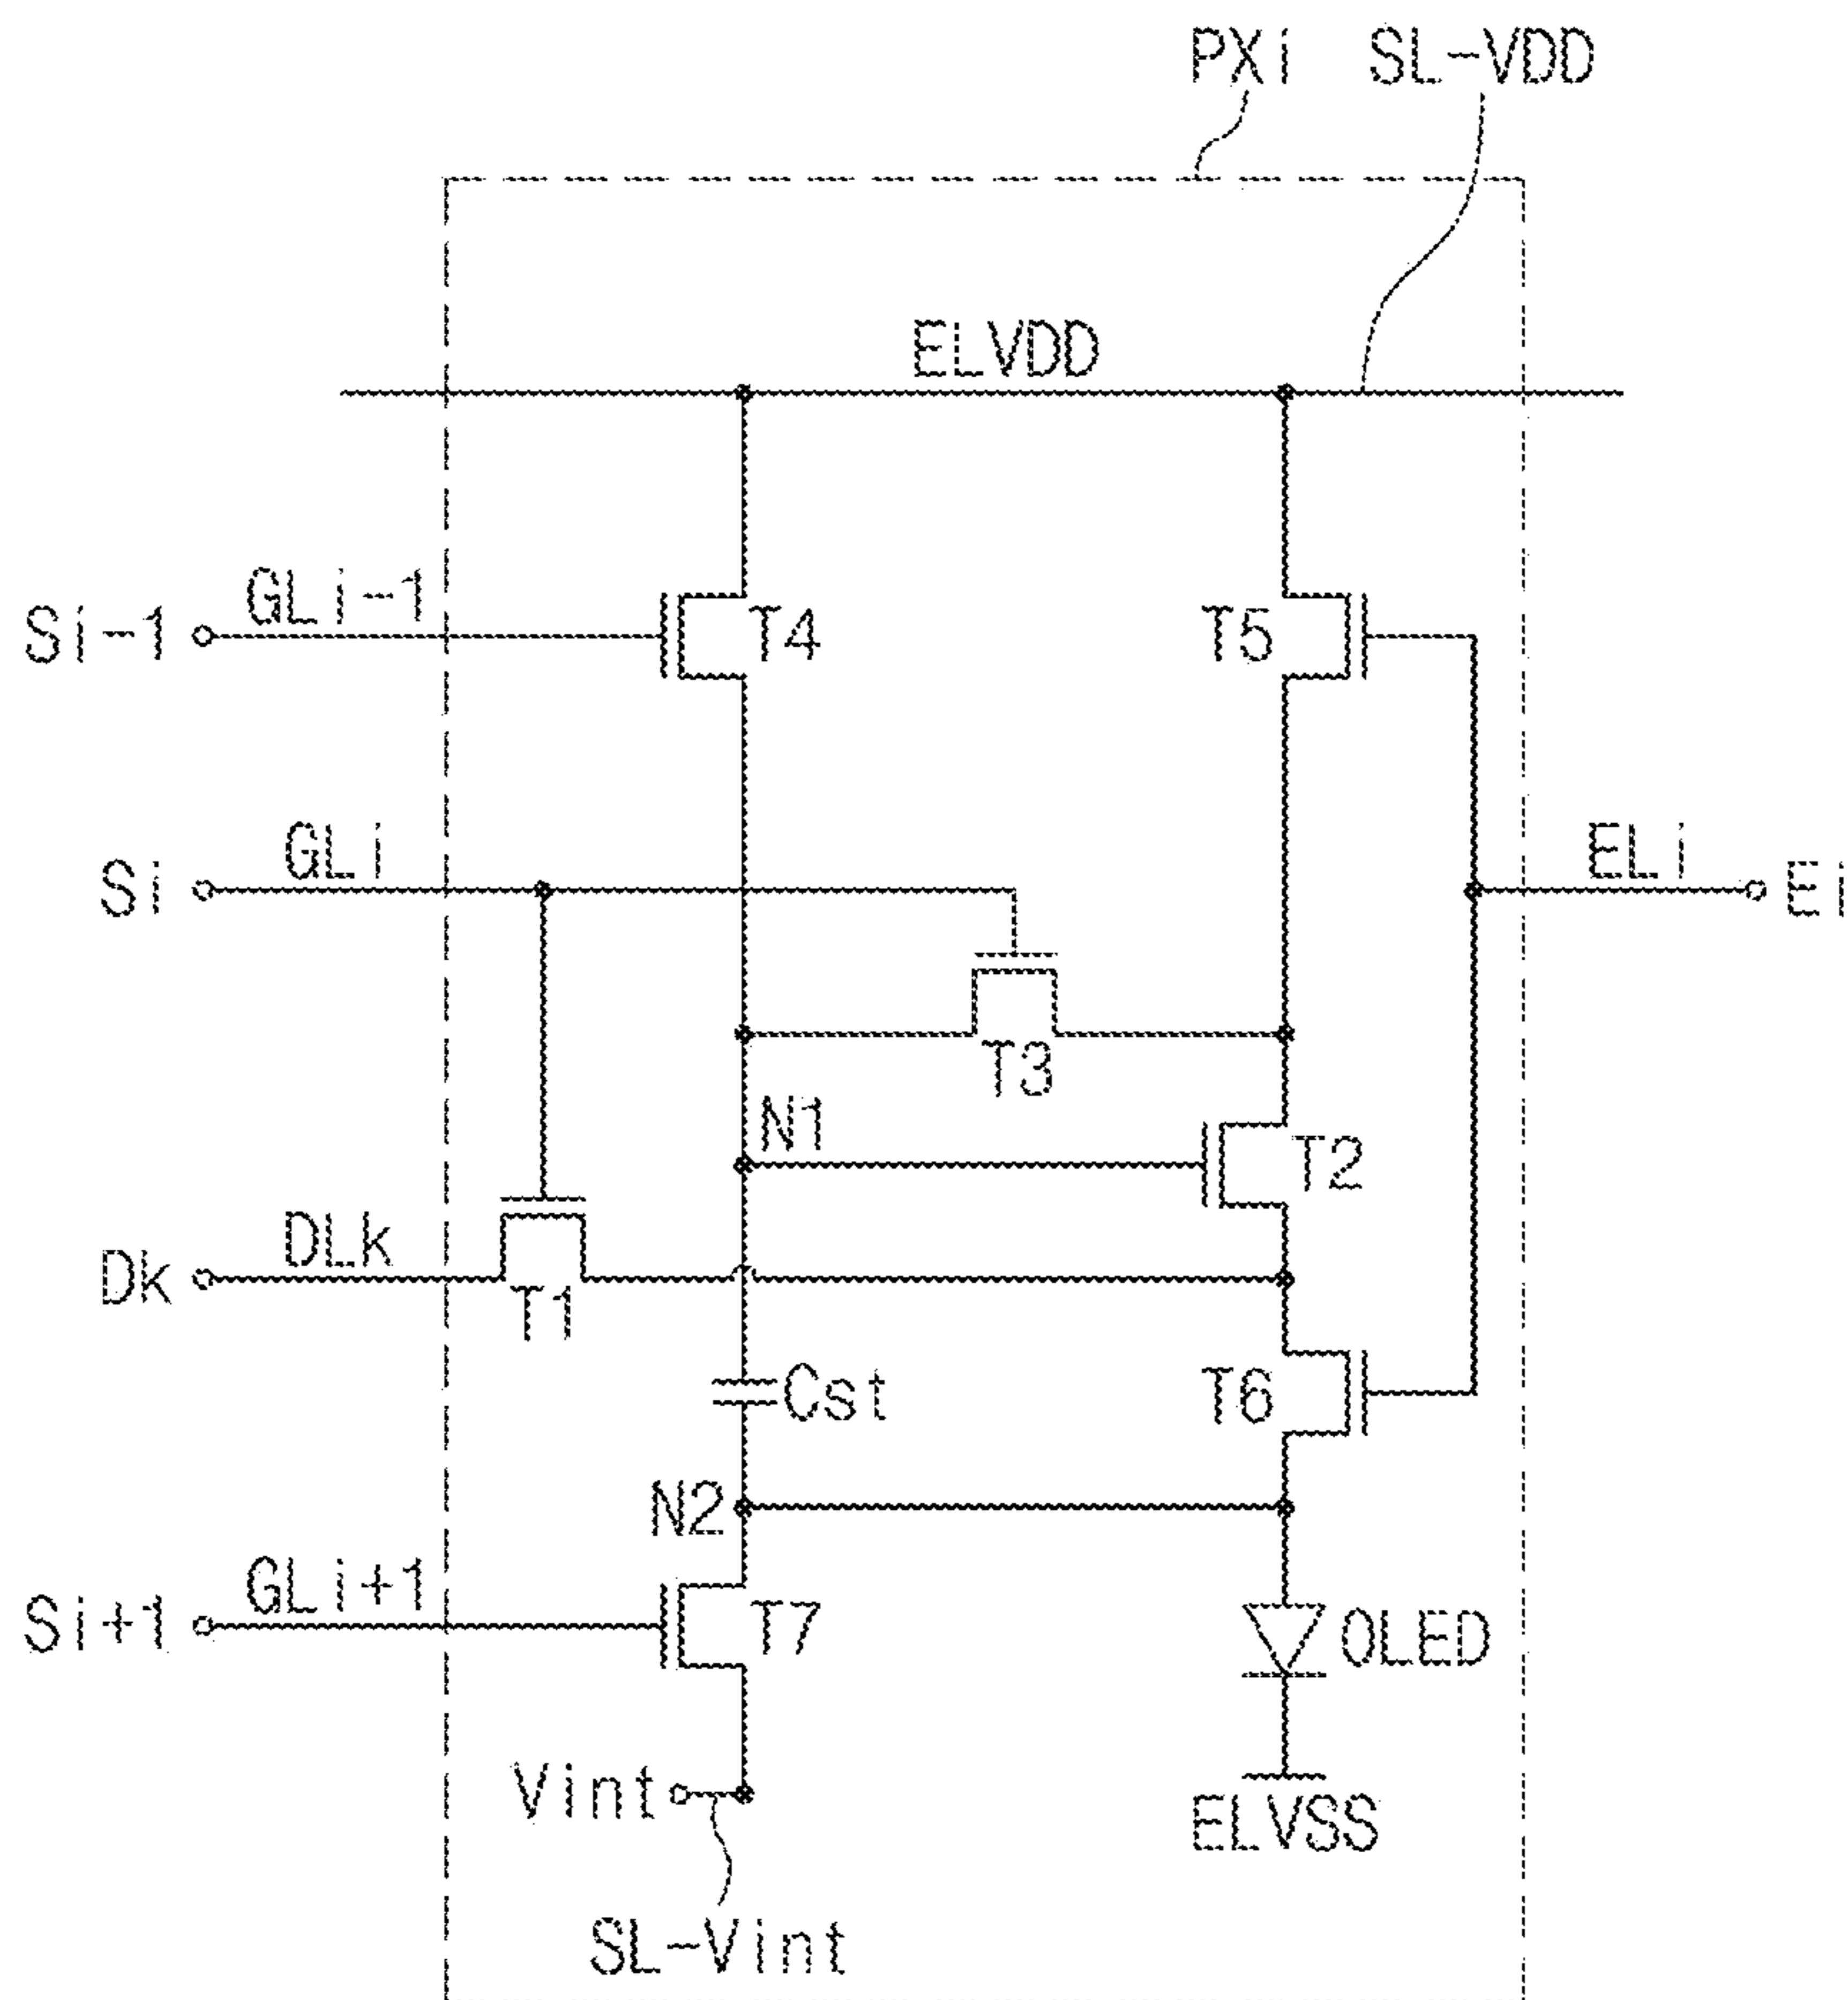 PXi SL-VDD
ELVDD
GLi-1
Si-1
T4
T5
GLi
Si
ELi
Ei
T3
N1
T2
DLk
Dk
T1
Cst
T6
N2
GLi+1
Si+1
T7
OLED
Vint
ELVSS
SL-Vint